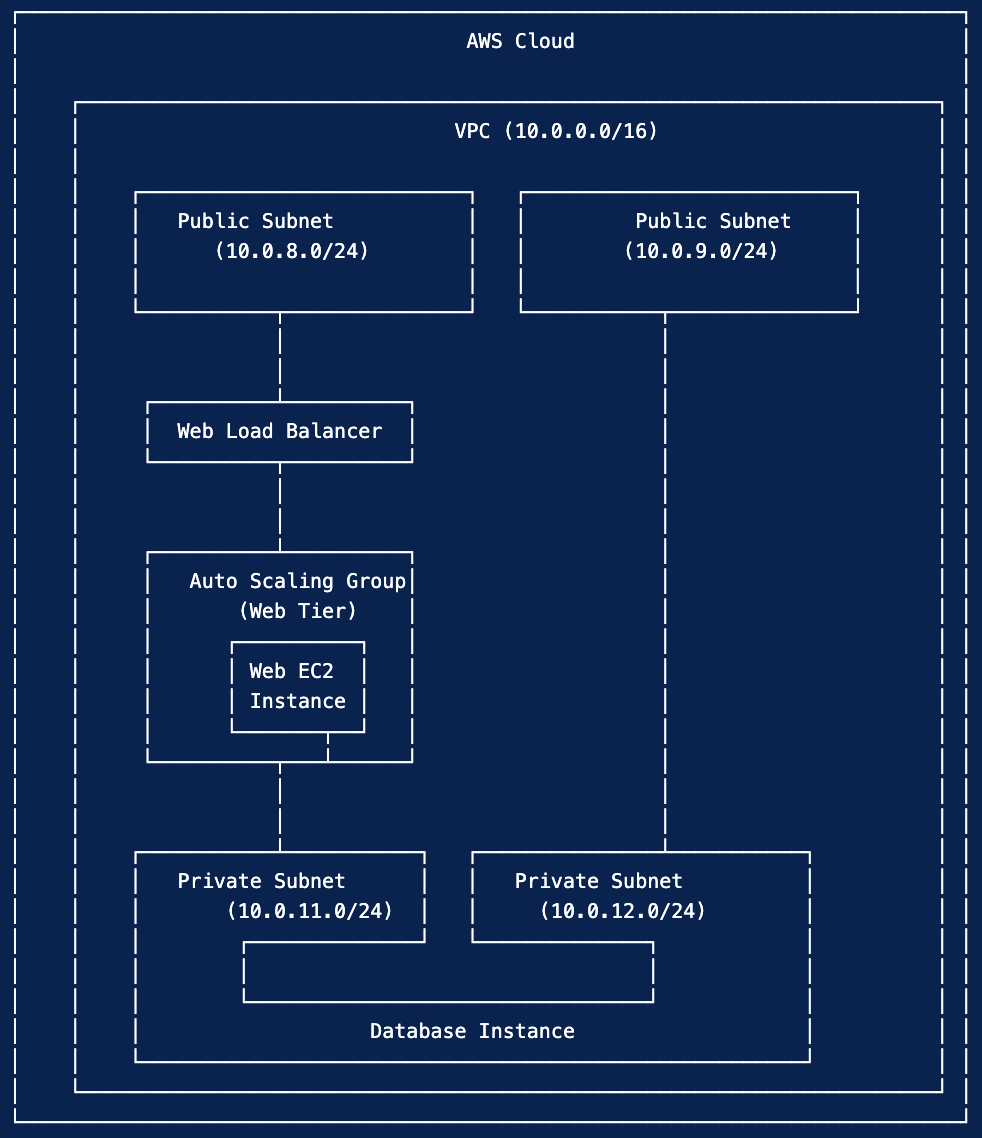 AWS Cloud
VPC (10.0.0.0/16)
Public Subnet
(10.0.8.0/24)
Public Subnet
(10.0.9.0/24)
Web Load Balancer
Auto Scaling Group
(Web Tier)
Web EC2
Instance
Private Subnet
(10.0.11.0/24)
Private Subnet
(10.0.12.0/24)
Database Instance